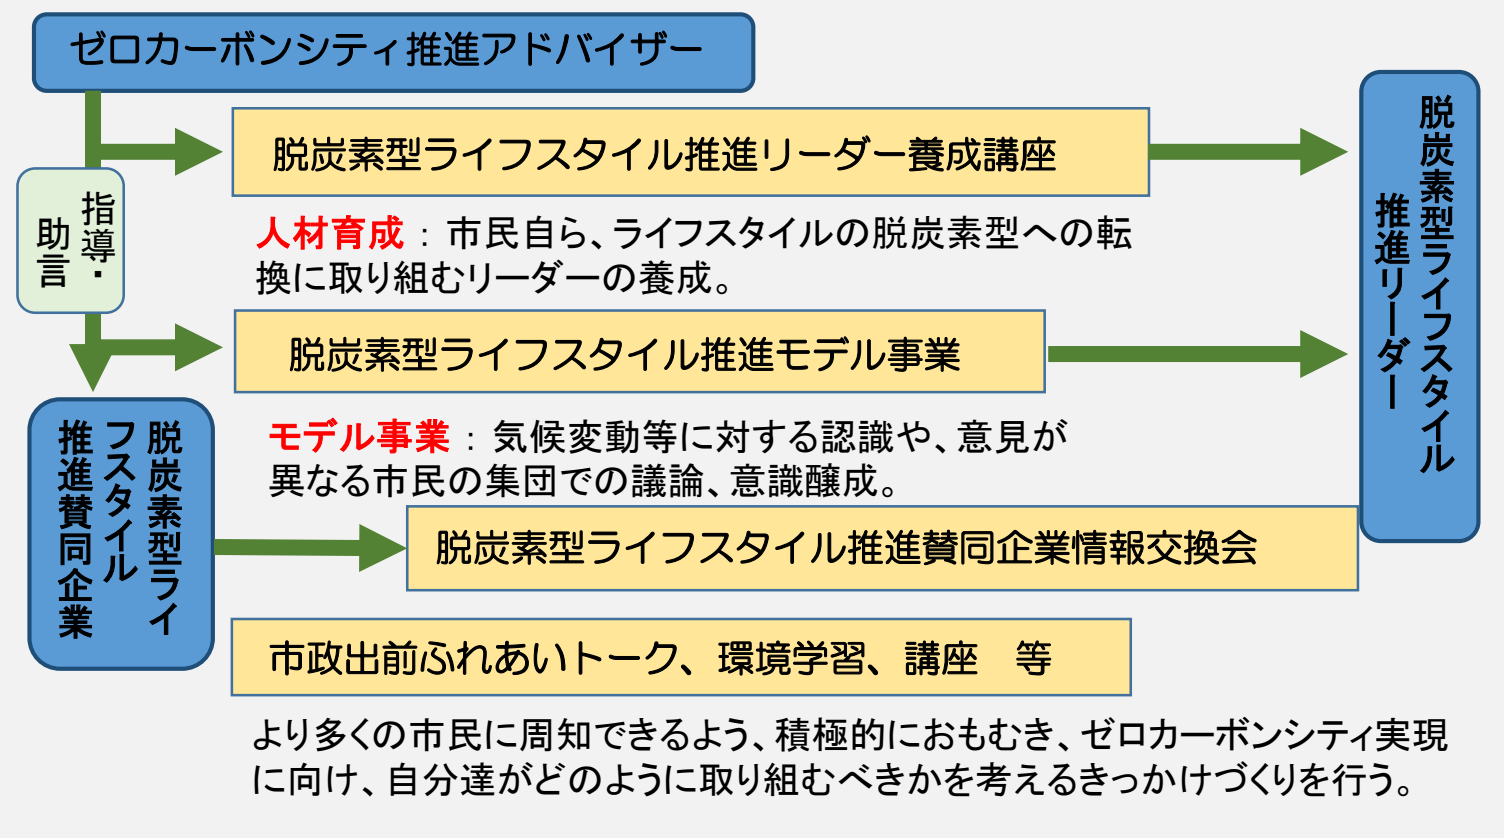 ゼロカーボンシティ推進アドバイザー
脱炭素型ライフスタイル推進リーダー養成講座
指導・
助言
人材育成：市民自ら、ライフスタイルの脱炭素型への転
換に取り組むリーダーの養成。
脱炭素型ライフスタイル
推進リーダー
脱炭素型ライフスタイル推進モデル事業
モデル事業：気候変動等に対する認識や、意見が
異なる市民の集団での議論、意識醸成。
脱炭素型ライ
フスタイル
推進賛同企業
脱炭素型ライフスタイル推進賛同企業情報交換会
市政出前ふれあいトーク、環境学習、講座　等
より多くの市民に周知できるよう、積極的におもむき、ゼロカーボンシティ実現
に向け、自分達がどのように取り組むべきかを考えるきっかけづくりを行う。